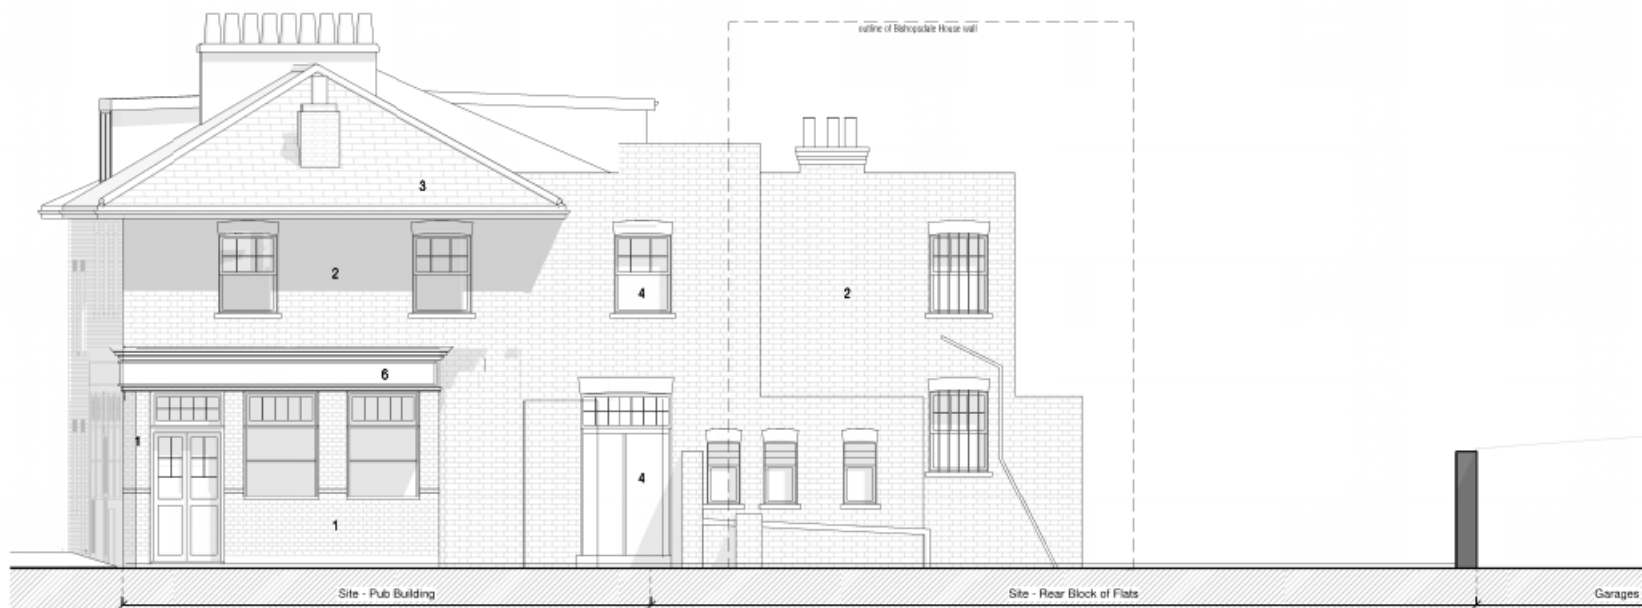 outline of Bishopsdale House wall
3
2
4
2
6
1
4
1
Site - Pub Building
Site - Rear Block of Flats
Garages